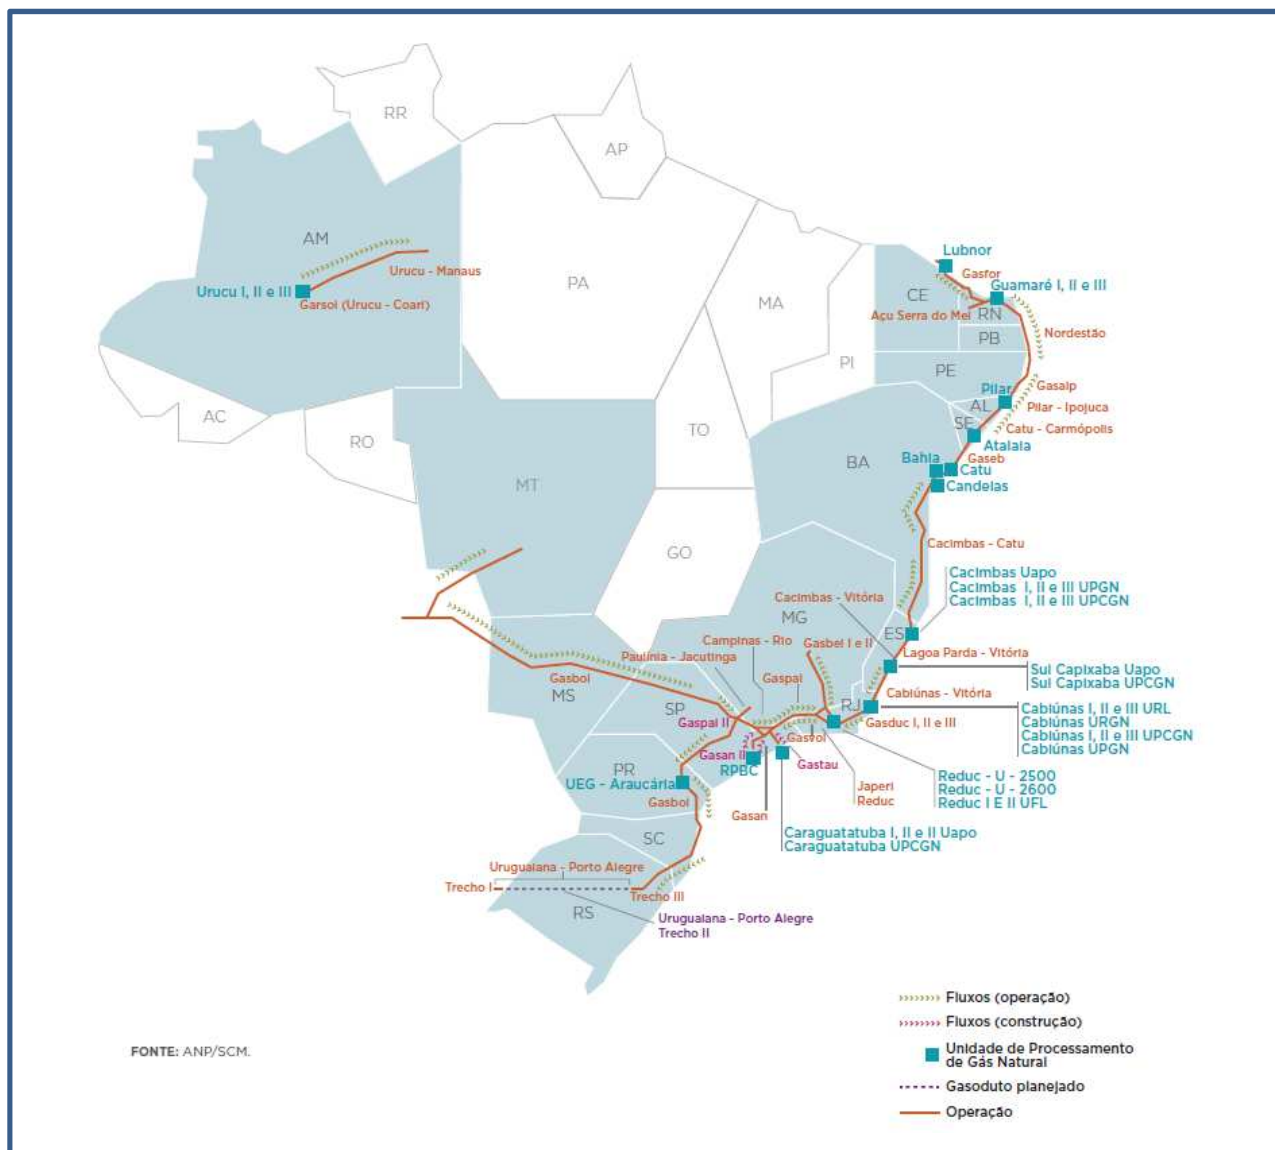 RR
AP
AM
Urucu - Manaus
Urucu I, II e III
Garsol (Urucu - Coari)
PA
MA
PI
CE
Lubnor
Gasfor
Guamaré I, II e III
Açu Serra do Mel
RN
Nordestão
PB
PE
Gasalp
Pilar
AL
Pilar - Ipojuca
SE
Catu - Carmópolis
Atalaia
Gaseb
AC
RO
TO
BA
Bahia
Catu
Candeias
MT
GO
Cacimbas - Catu
Cacimbas Uapo
Cacimbas I, II e III UPGN
Cacimbas I, II e III UPCGN
Cacimbas - Vitória
MG
ES
Campinas - Rio
Gasbel I e II
Lagoa Parda - Vitória
Paulínia - Jacutinga
Sul Capixaba Uapo
Sul Capixaba UPCGN
Gasbol
MS
Gaspal
Cabiúnas - Vitória
SP
RJ
Cabiúnas I, II e III URL
Cabiúnas URGN
Cabiúnas I, II e III UPCGN
Cabiúnas UPGN
Gaspal II
Gasduc I, II e III
Gasvol
Gasan II
Gastau
RPBC
PR
UEG - Araucária
Gasbol
Gasan
Japeri
Reduc
Reduc - U - 2500
Reduc - U - 2600
Reduc I E II UFL
Caraguatatuba I, II e II Uapo
Caraguatatuba UPCGN
SC
Uruguaiana - Porto Alegre
Trecho I
Trecho III
RS
Uruguaiana - Porto Alegre
Trecho II
Fluxos (operação)
Fluxos (construção)
Unidade de Processamento
de Gás Natural
Gasoduto planejado
Operação
FONTE: ANP/SCM.